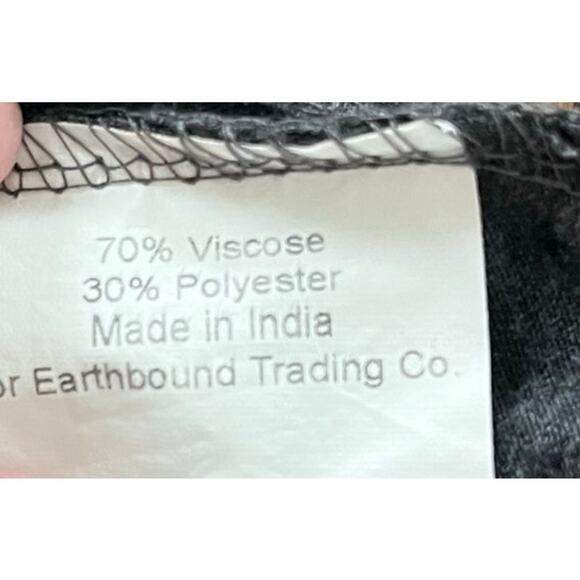 70% Viscose
30% Polyester
Made in India
or Earthbound Trading Co.